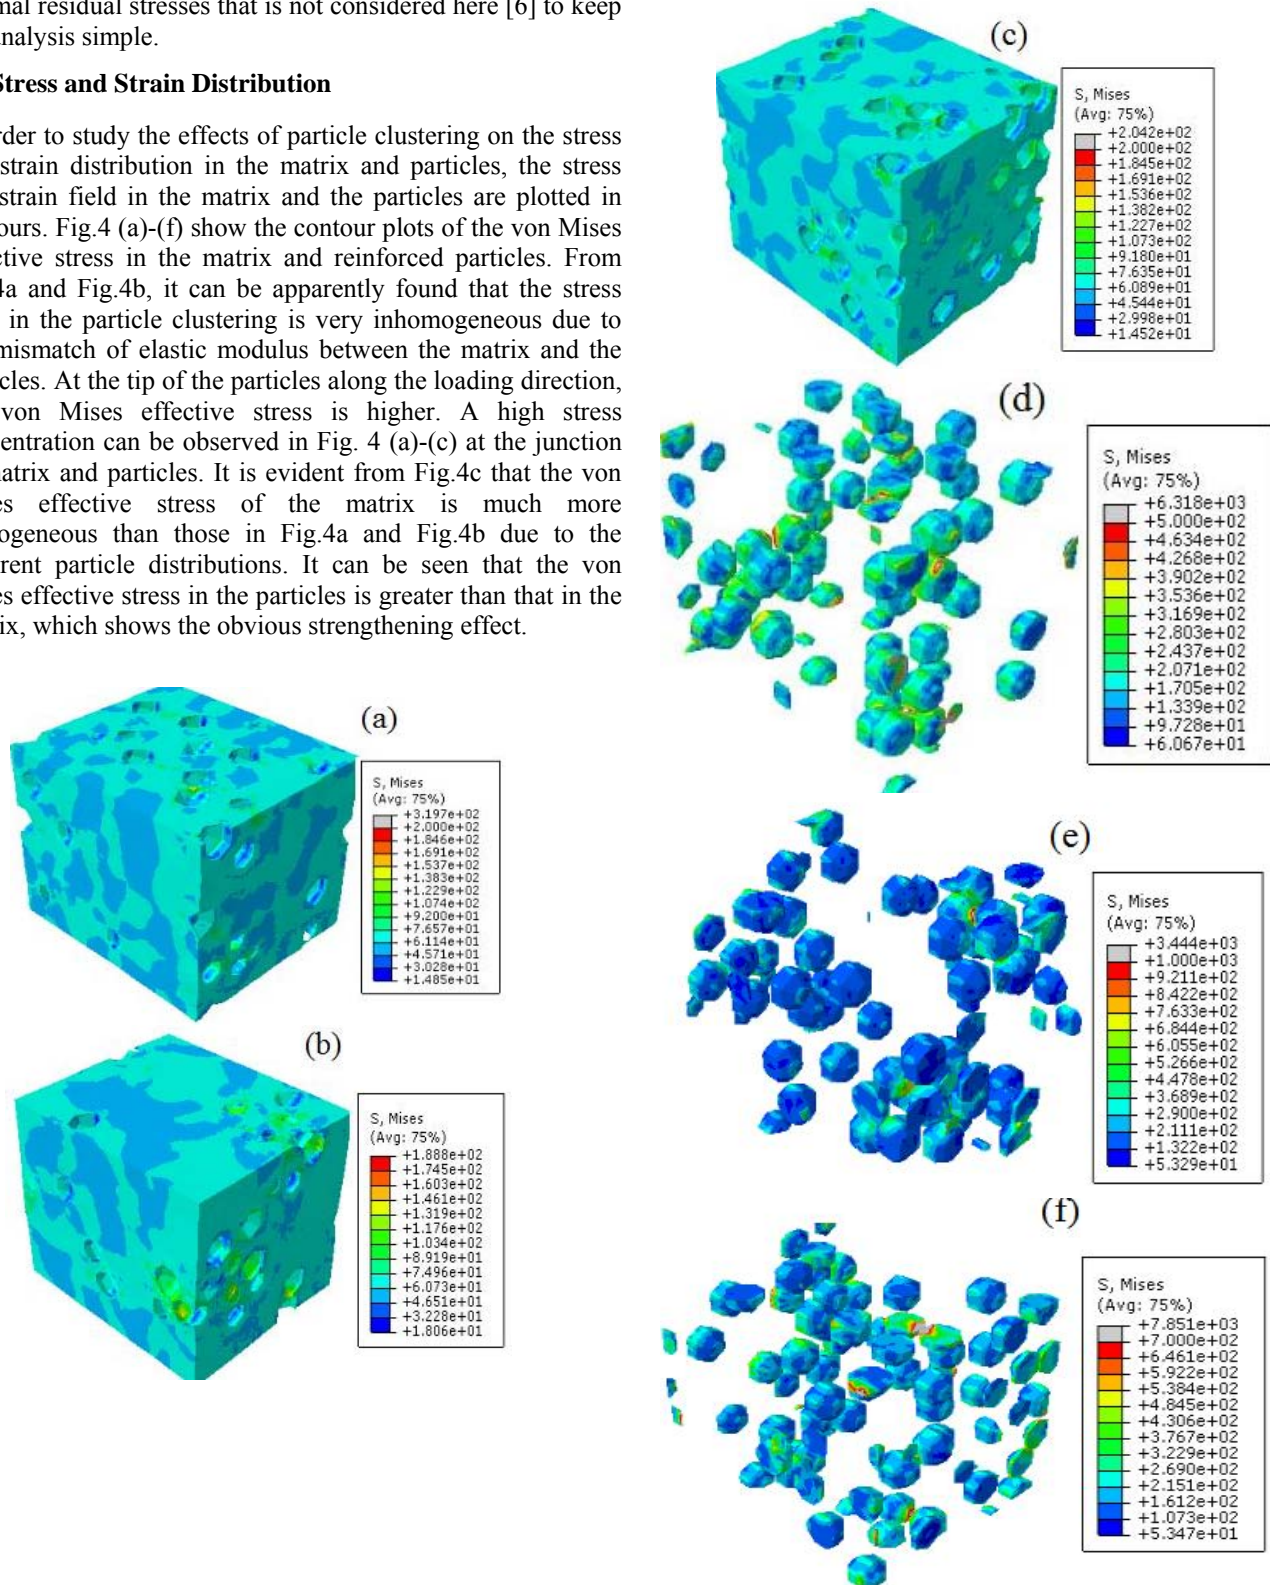 mal residual stresses that is not considered here [6] to keep
analysis simple.
Stress and Strain Distribution
rder to study the effects of particle clustering on the stress
strain distribution in the matrix and particles, the stress
strain field in the matrix and the particles are plotted in
ours. Fig.4 (a)-(f) show the contour plots of the von Mises
ctive stress in the matrix and reinforced particles. From
4a and Fig.4b, it can be apparently found that the stress
in the particle clustering is very inhomogeneous due to
mismatch of elastic modulus between the matrix and the
cles. At the tip of the particles along the loading direction,
von Mises effective stress is higher. A high stress
entration can be observed in Fig. 4 (a)-(c) at the junction
natrix and particles. It is evident from Fig.4c that the von
es effective stress of the matrix is much more
ogeneous than those in Fig.4a and Fig.4b due to the
rent particle distributions. It can be seen that the von
es effective stress in the particles is greater than that in the
ix, which shows the obvious strengthening effect.
(a)
S, Mises
(Avg: 75%)
+3.197e+02
+2.000e+02
+1.846e+02
+1.691e+02
+1.537e+02
+1.383e+02
+1.229e+02
+1.074e+02
+9.200e+01
+7.657e+01
+6.114e+01
+4.571e+01
+3.028e+01
+1.485e+01
(b)
S, Mises
(Avg: 75%)
+1.888e+02
+1.745e+02
+1.603e+02
+1.461e+02
+1.319e+02
+1.176e+02
+1.034e+02
+8.919e+01
+7.496e+01
+6.073e+01
+4.651e+01
+3.228e+01
+1.806e+01
(c)
S, Mises
(Avg: 75%)
+2.042e+02
+2.000e+02
+1.845e+02
+1.691e+02
+1.536e+02
+1.382e+02
+1.227e+02
+1.073e+02
+9.180e+01
+7.635e+01
+6.089e+01
+4.544e+01
+2.998e+01
+1.452e+01
(d)
S, Mises
(Avg: 75%)
+6.318e+03
+5.000e+02
+4.634e+02
+4.268e+02
+3.902e+02
+3.536e+02
+3.169e+02
+2.803e+02
+2.437e+02
+2.071e+02
+1.705e+02
+1.339e+02
+9.728e+01
+6.067e+01
(e)
S, Mises
(Avg: 75%)
+3.444e+03
+1.000e+03
+9.211e+02
+8.422e+02
+7.633e+02
+6.844e+02
+6.055e+02
+5.266e+02
+4.478e+02
+3.689e+02
+2.900e+02
+2.111e+02
+1.322e+02
+5.329e+01
(f)
S, Mises
(Avg: 75%)
+7.851e+03
+7.000e+02
+6.461e+02
+5.922e+02
+5.384e+02
+4.845e+02
+4.306e+02
+3.767e+02
+3.229e+02
+2.690e+02
+2.151e+02
+1.612e+02
+1.073e+02
+5.347e+01